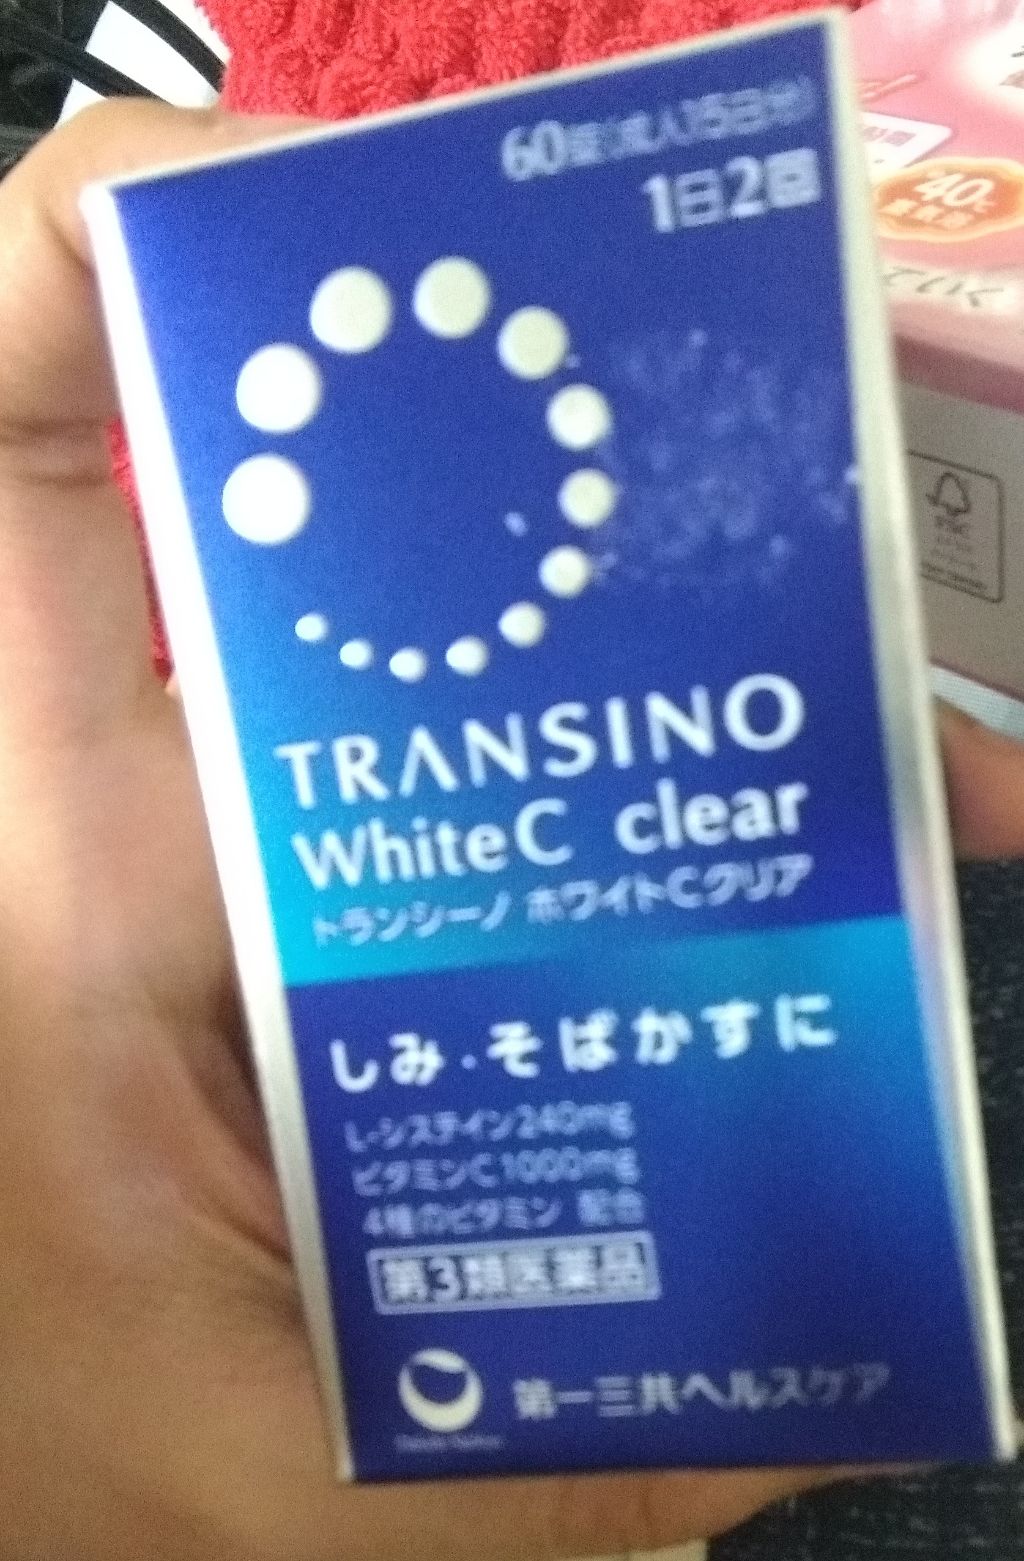 60錠(成人15日分)
1日2回
TRANSINO
WhiteC clear
トランシーノ ホワイトCクリア
しみ・そばかすに
L-システイン240mg
ビタミンC1000mg
4種のビタミン 配合
第3類医薬品
第一三共ヘルスケア
40℃
蒸気浴